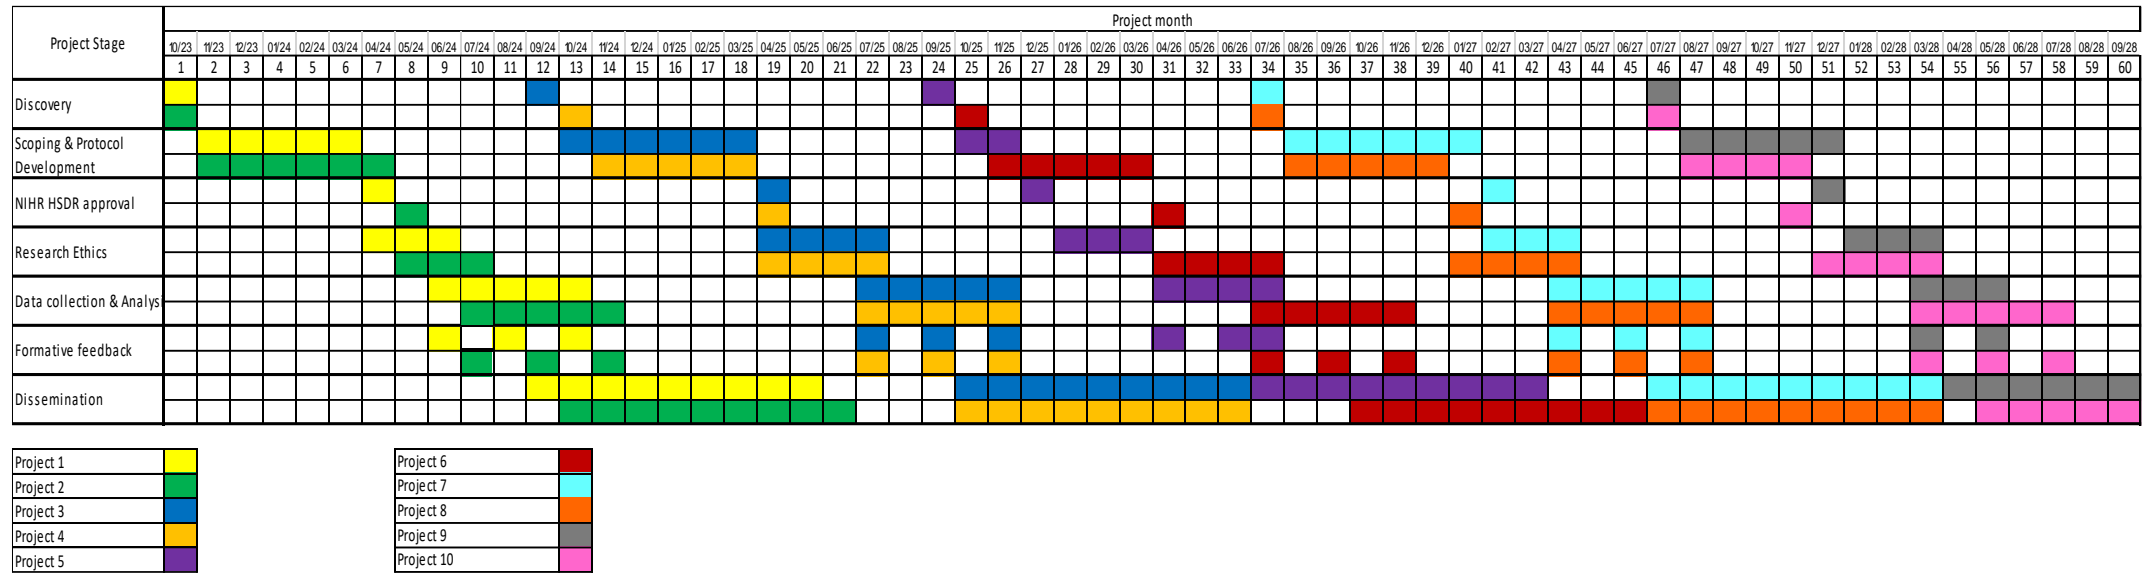 Project month
Project Stage
10/23 11/23 12/23 01/24 02/24 03/24 04/24 05/24 06/24 07/24 08/24 09/24 10/24 11/24 12/24 01/25 02/25 03/25 04/25 05/25 06/25 07/25 08/25 09/25 10/25 11/25 12/25 01/26 02/26 03/26 04/26 05/26 06/26 07/26 08/26 09/26 10/26 11/26 12/26 01/27 02/27 03/27 04/27 05/27 06/27 07/27 08/27 09/27 10/27 11/27 12/27 01/28 02/28 03/28 04/28 05/28 06/28 07/28 08/28 09/28
1 2 3 4 5 6 7 8 9 10 11 12 13 14 15 16 17 18 19 20 21 22 23 24 25 26 27 28 29 30 31 32 33 34 35 36 37 38 39 40 41 42 43 44 45 46 47 48 49 50 51 52 53 54 55 56 57 58 59 60
Discovery
Scoping & Protocol
Development
NIHR HSDR approval
Research Ethics
Data collection & Analys
Formative feedback
Dissemination
Project 1
Project 2
Project 3
Project 4
Project 5
Project 6
Project 7
Project 8
Project 9
Project 10